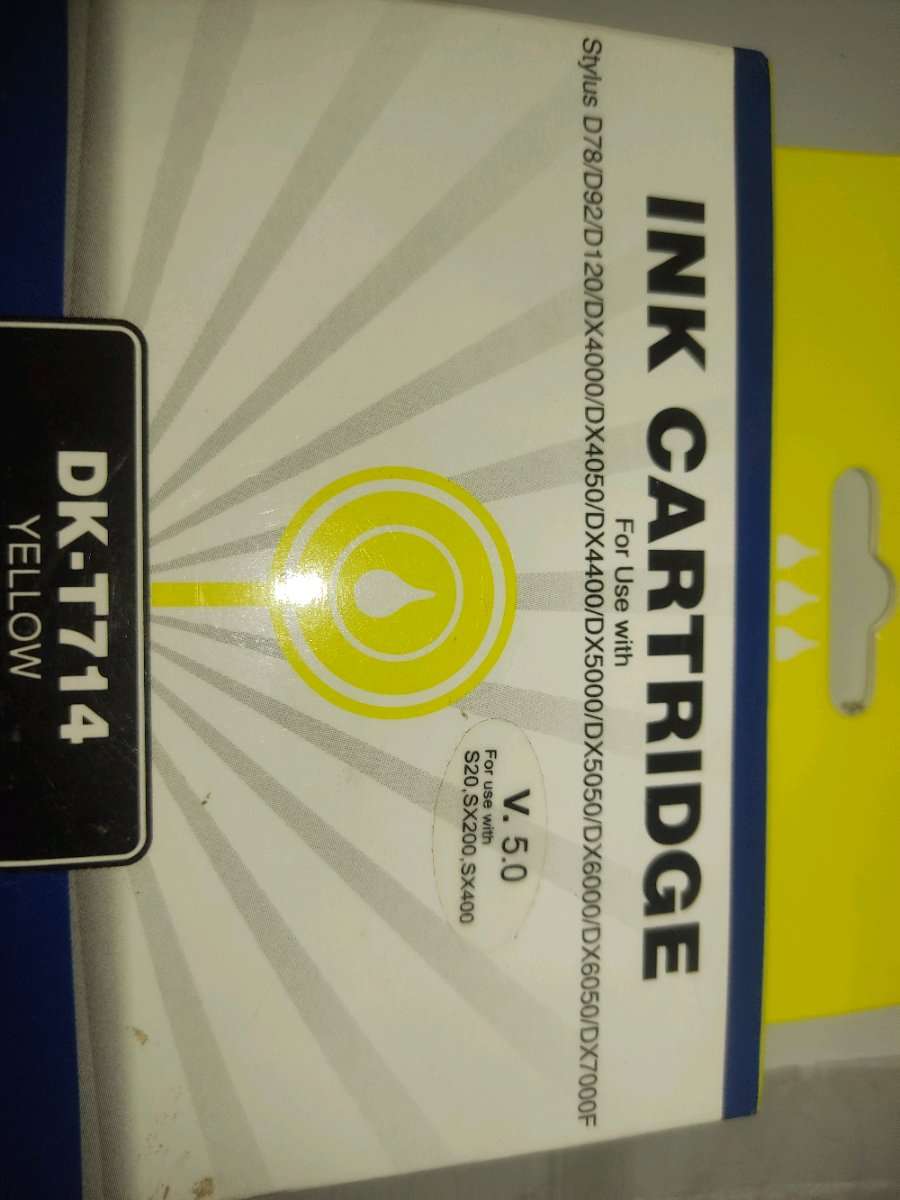 INK CARTRIDGE
For Use with
Stylus D78/D92/D120/DX4000/DX4050/DX4400/DX5000/DX5050/DX6000/DX6050/DX7000F
V. 5.0
For use with
S20,SX200,SX400
DK-T714
YELLOW